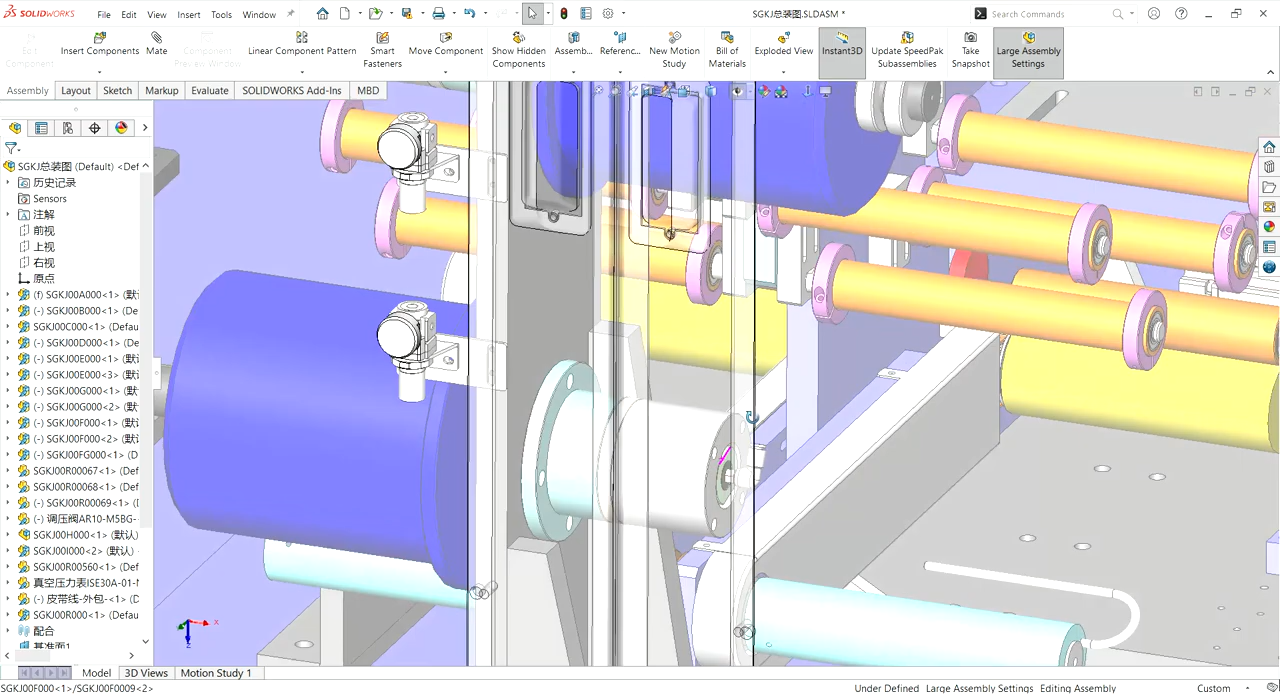 SOLIDWORKS File Edit View Insert Tools Window SGKJ总装图.SLDASM * Search Commands
Edit Component Insert Components Mate Component Preview Window Linear Component Pattern Smart Fasteners Move Component Show Hidden Components Assemb... Referenc... New Motion Study Bill of Materials Exploded View Instant3D Update SpeedPak Subassemblies Take Snapshot Large Assembly Settings
Assembly Layout Sketch Markup Evaluate SOLIDWORKS Add-Ins MBD
SGKJ总装图 (Default) <Def
历史记录
Sensors
注解
前视
上视
右视
原点
(f) SGKJ00A000<1> (默认
(-) SGKJ00B000<1> (De
SGKJ00C000<1> (Defau
(-) SGKJ00D000<1> (默
SGKJ00E000<1> (默认
SGKJ00E000<3> (默认
(-) SGKJ00G000<1> (默
(-) SGKJ00G000<2> (默
(-) SGKJ00F000<1> (默认
(-) SGKJ00F000<2> (默认
(-) SGKJ00FG000<1> (D
SGKJ00R00067<1> (Def
SGKJ00R00068<1> (Def
(-) SGKJ00R00069<1> (D
(-) 调压阀AR10-M5BG-
SGKJ00H000<1> (默认)
SGKJ00I000<2> (默认) -
SGKJ00R00560<1> (Def
真空压力表ISE30A-01-N
(-) 皮带线-外包-<1> (D
SGKJ00R000<1> (Defau
配合
基准面1
X
Z
Model 3D Views Motion Study 1
SGKJ00F000<1>/SGKJ00F0009<2> Under Defined Large Assembly Settings Editing Assembly Custom